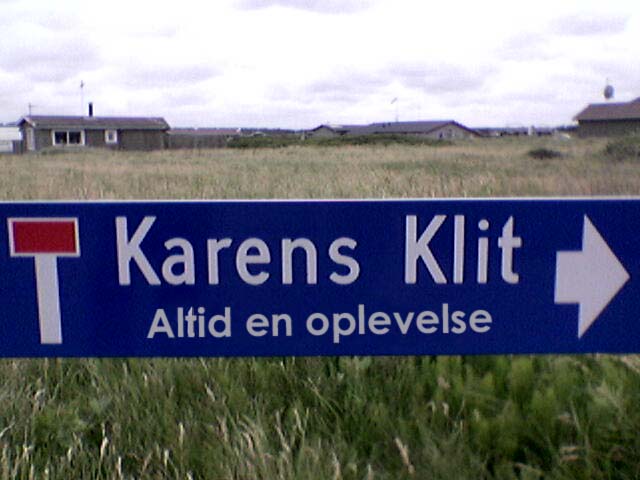 Karens Klit
Altid en oplevelse